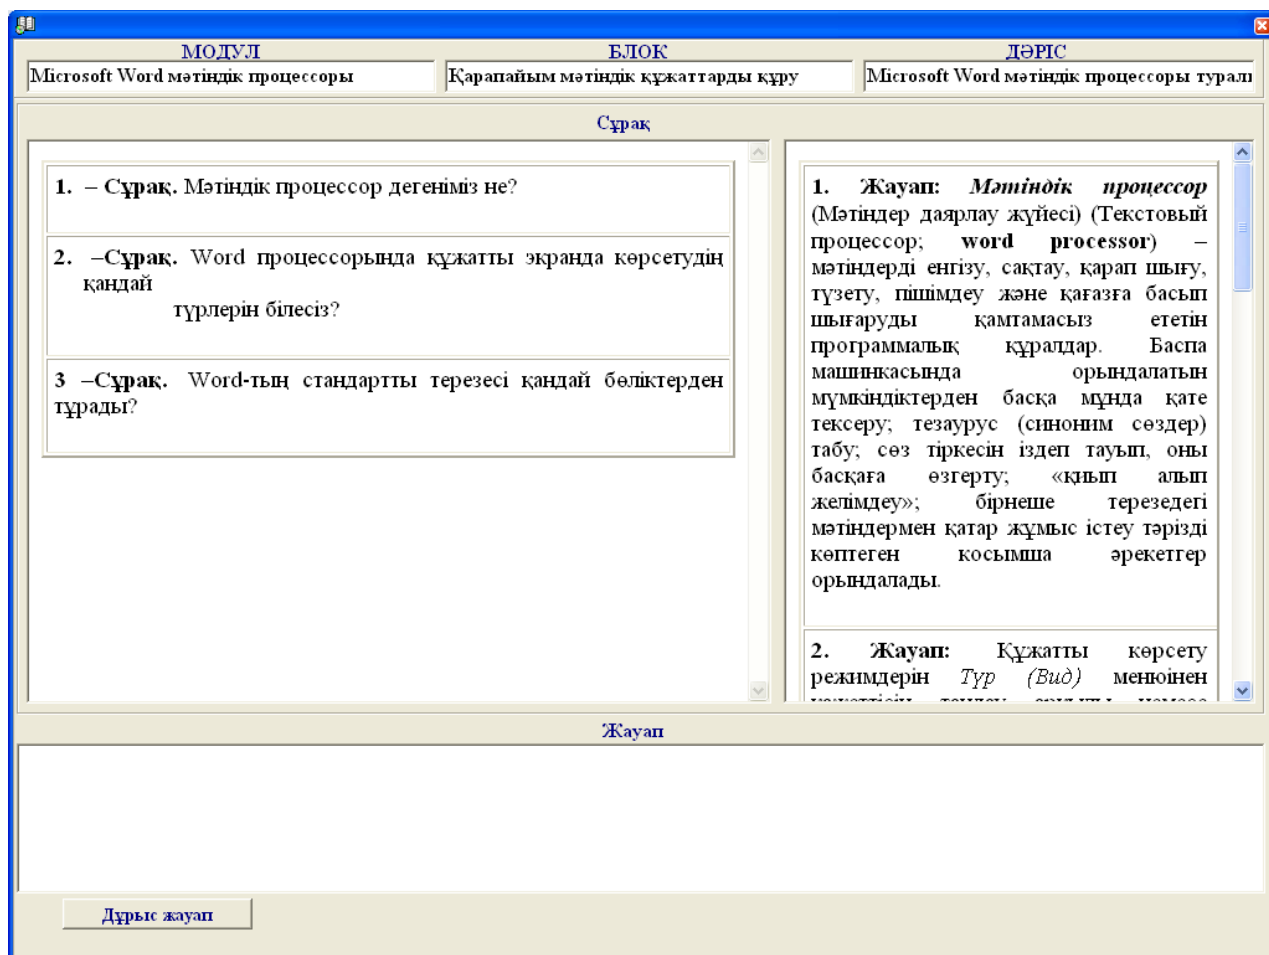 МОДУЛ
БЛОК
ДӘРІС
Microsoft Word мәтіндік процессоры
Қарапайым мәтіндік құжаттарды құру
Microsoft Word мәтіндік процессоры
Сұрақ
1. – Сұрақ. Мәтіндік процессор дегеніміз не?
2. –Сұрақ. Word процессорында құжатты экранда көрсетудің
қандай
түрлерін білесіз?
3 –Сұрақ. Word-тың стандартты терезесі қандай бөліктерден
тұрады?
1. Жауап: Мәтіндік процессор
(Мәтіндер даярлау жүйесі) (Текстовый
процессор; word processor) –
мәтіндерді енгізу, сақтау, қарап шығу,
түзету, пішімдеу және қағазға басып
шығаруды қамтамасыз ететін
программалық құралдар. Баспа
машинкасында орындалатын
мүмкіндіктерден басқа мұнда қате
тексеру; тезаурус (синоним сөздер)
табу; сөз тіркесін іздеп тауып, оны
басқаға өзгерту; «қиып алып
желімдеу»; бірнеше терезедегі
мәтіндермен қатар жұмыс істеу тәрізді
көптеген косымша әрекетгер
орындалады.
2. Жауап: Құжатты көрсету
режимдерін Түр (Вид) менюінен
Жауап
Дұрыс жауап